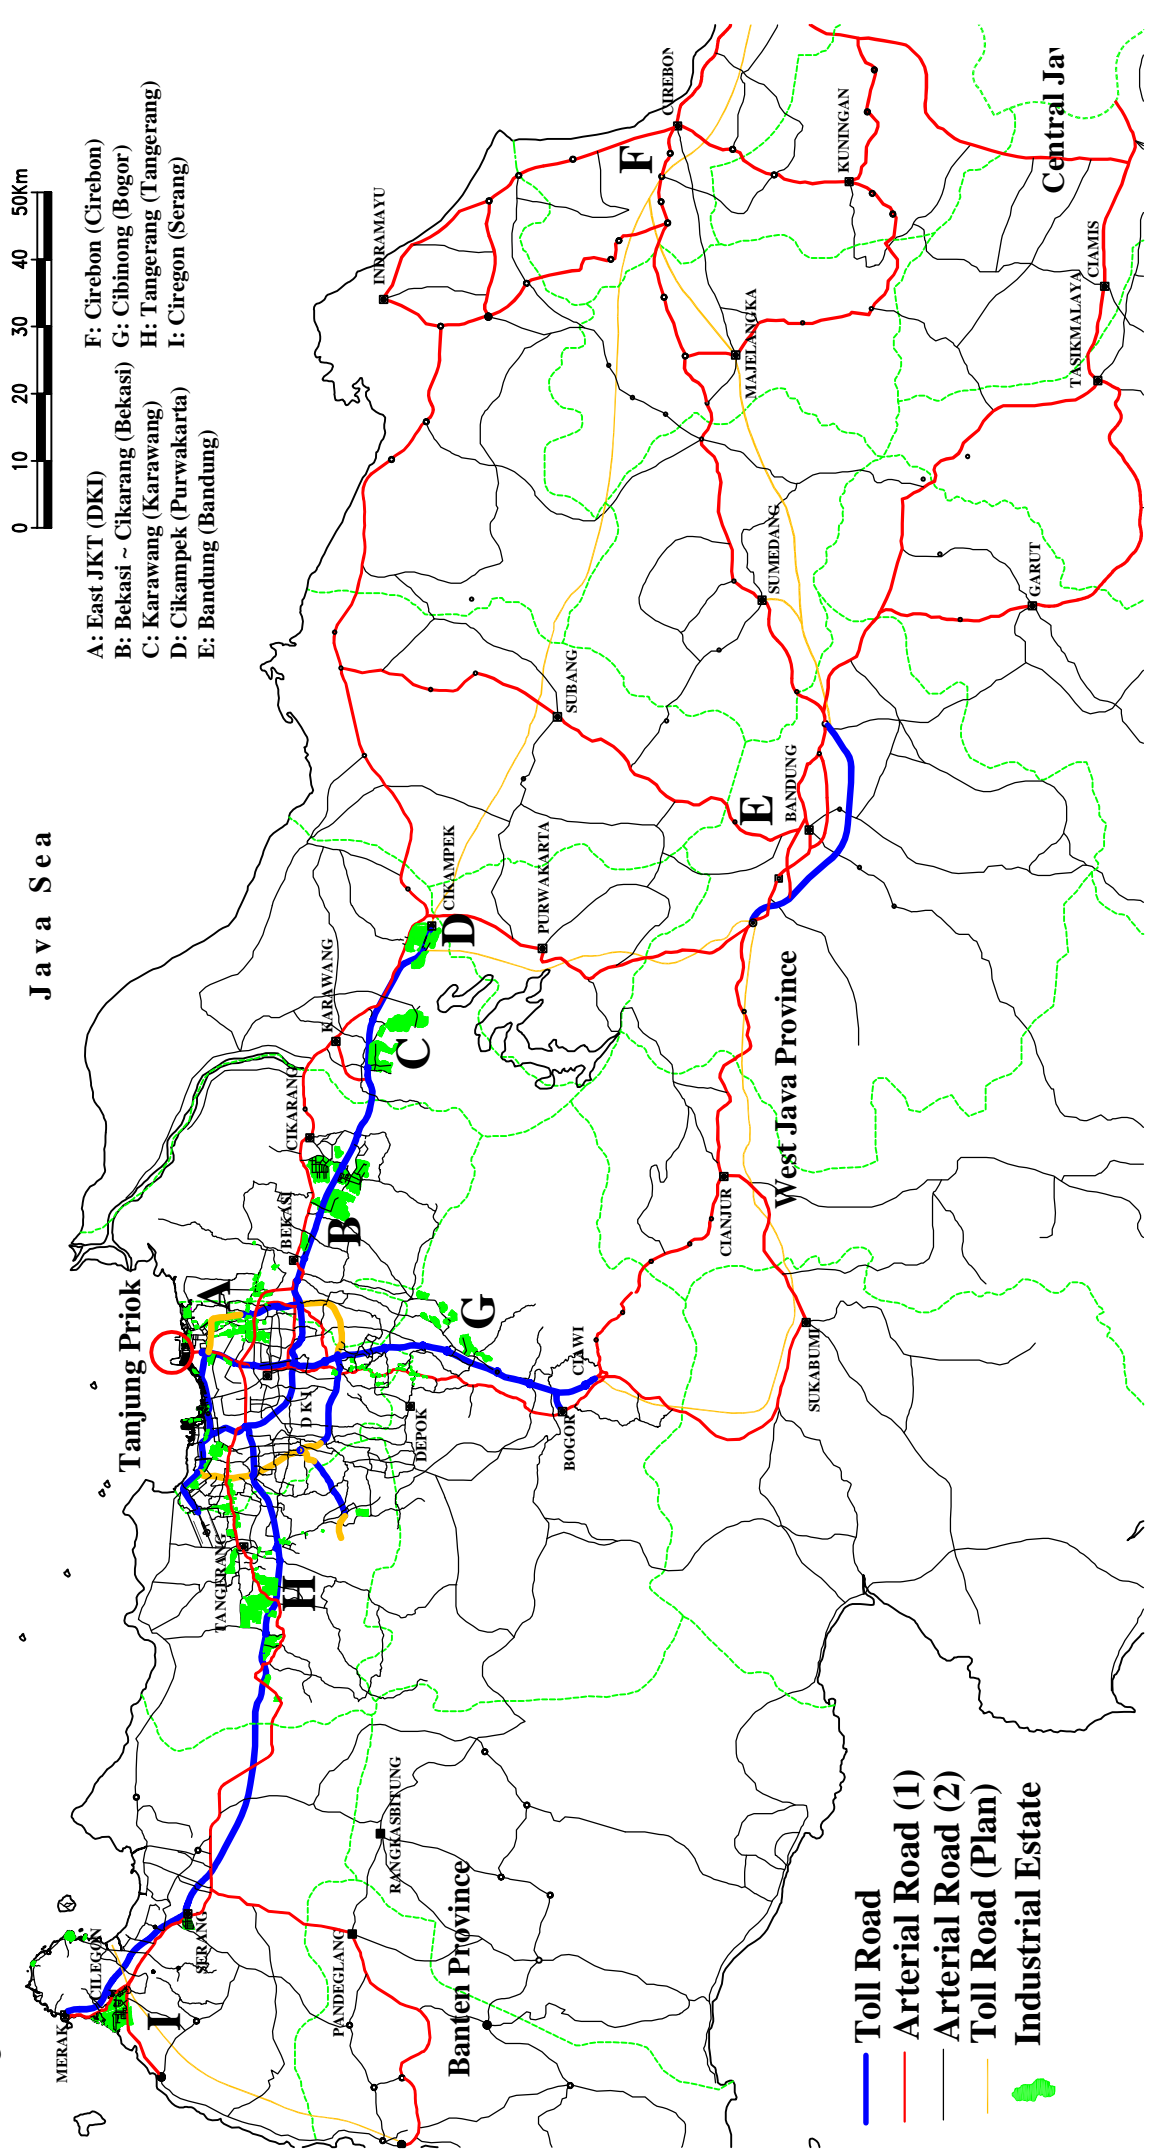 Java Sea
0 10 20 30 40 50Km
A: East JKT (DKI)
B: Bekasi ~ Cikarang (Bekasi)
C: Karawang (Karawang)
D: Cikampek (Purwakarta)
E: Bandung (Bandung)
F: Cirebon (Cirebon)
G: Cibinong (Bogor)
H: Tangerang (Tangerang)
I: Ciregon (Serang)
MERAK
CILEGON
I
SERANG
PANDEGLANG
RANGKASBITUNG
Banten Province
TANGERANG
H
Tanjung Priok
A
D K I
DEPOK
BEKASI
B
CIKARANG
G
BOGOR
CIAWI
SUKABUMI
CIANJUR
West Java Province
KARAWANG
C
CIKAMPEK
D
PURWAKARTA
SUBANG
E
BANDUNG
SUMEDANG
GARUT
INDRAMAYU
MAJELANGKA
TASIKMALAYA
CIAMIS
F
CIREBON
KUNINGAN
Central Ja
Toll Road
Arterial Road (1)
Arterial Road (2)
Toll Road (Plan)
Industrial Estate